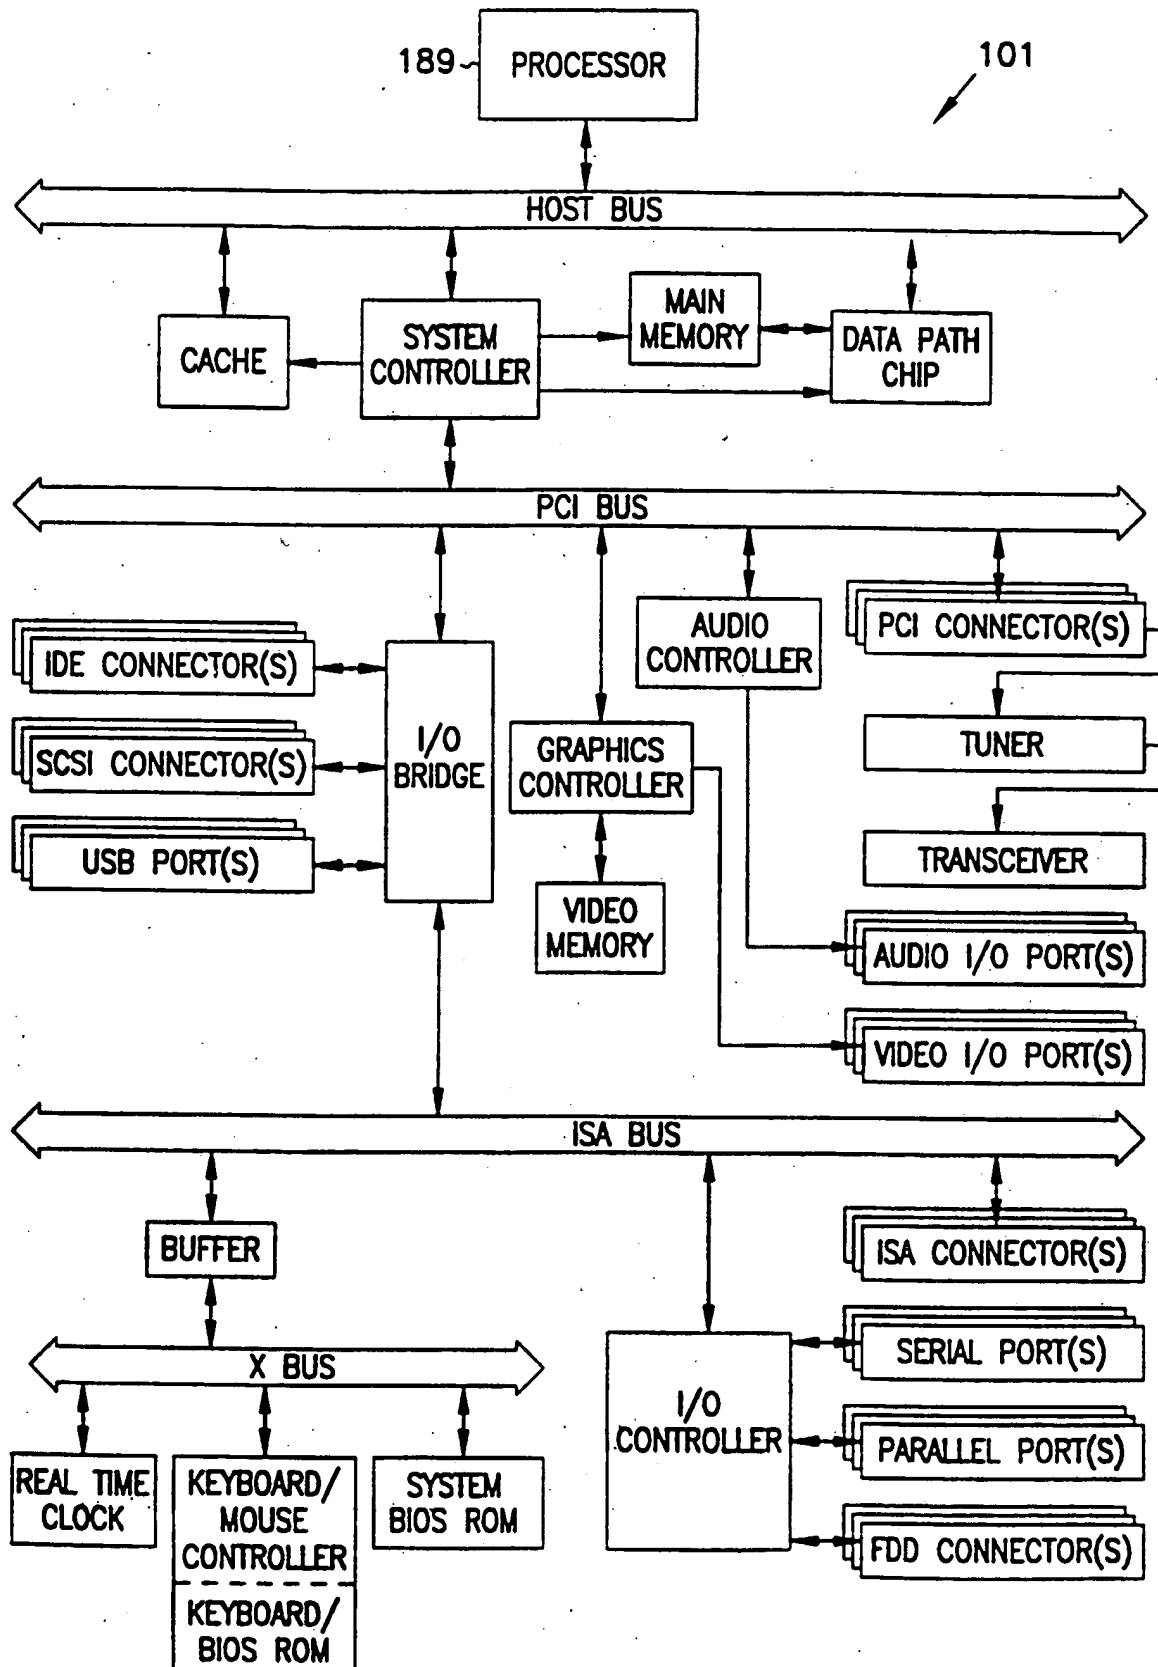 189
PROCESSOR
101
HOST BUS
CACHE
SYSTEM
CONTROLLER
MAIN
MEMORY
DATA PATH
CHIP
PCI BUS
IDE CONNECTOR(S)
SCSI CONNECTOR(S)
USB PORT(S)
I/O
BRIDGE
GRAPHICS
CONTROLLER
VIDEO
MEMORY
AUDIO
CONTROLLER
PCI CONNECTOR(S)
TUNER
TRANSCEIVER
AUDIO I/O PORT(S)
VIDEO I/O PORT(S)
ISA BUS
BUFFER
X BUS
REAL TIME
CLOCK
KEYBOARD/
MOUSE
CONTROLLER
KEYBOARD/
BIOS ROM
SYSTEM
BIOS ROM
I/O
CONTROLLER
ISA CONNECTOR(S)
SERIAL PORT(S)
PARALLEL PORT(S)
FDD CONNECTOR(S)